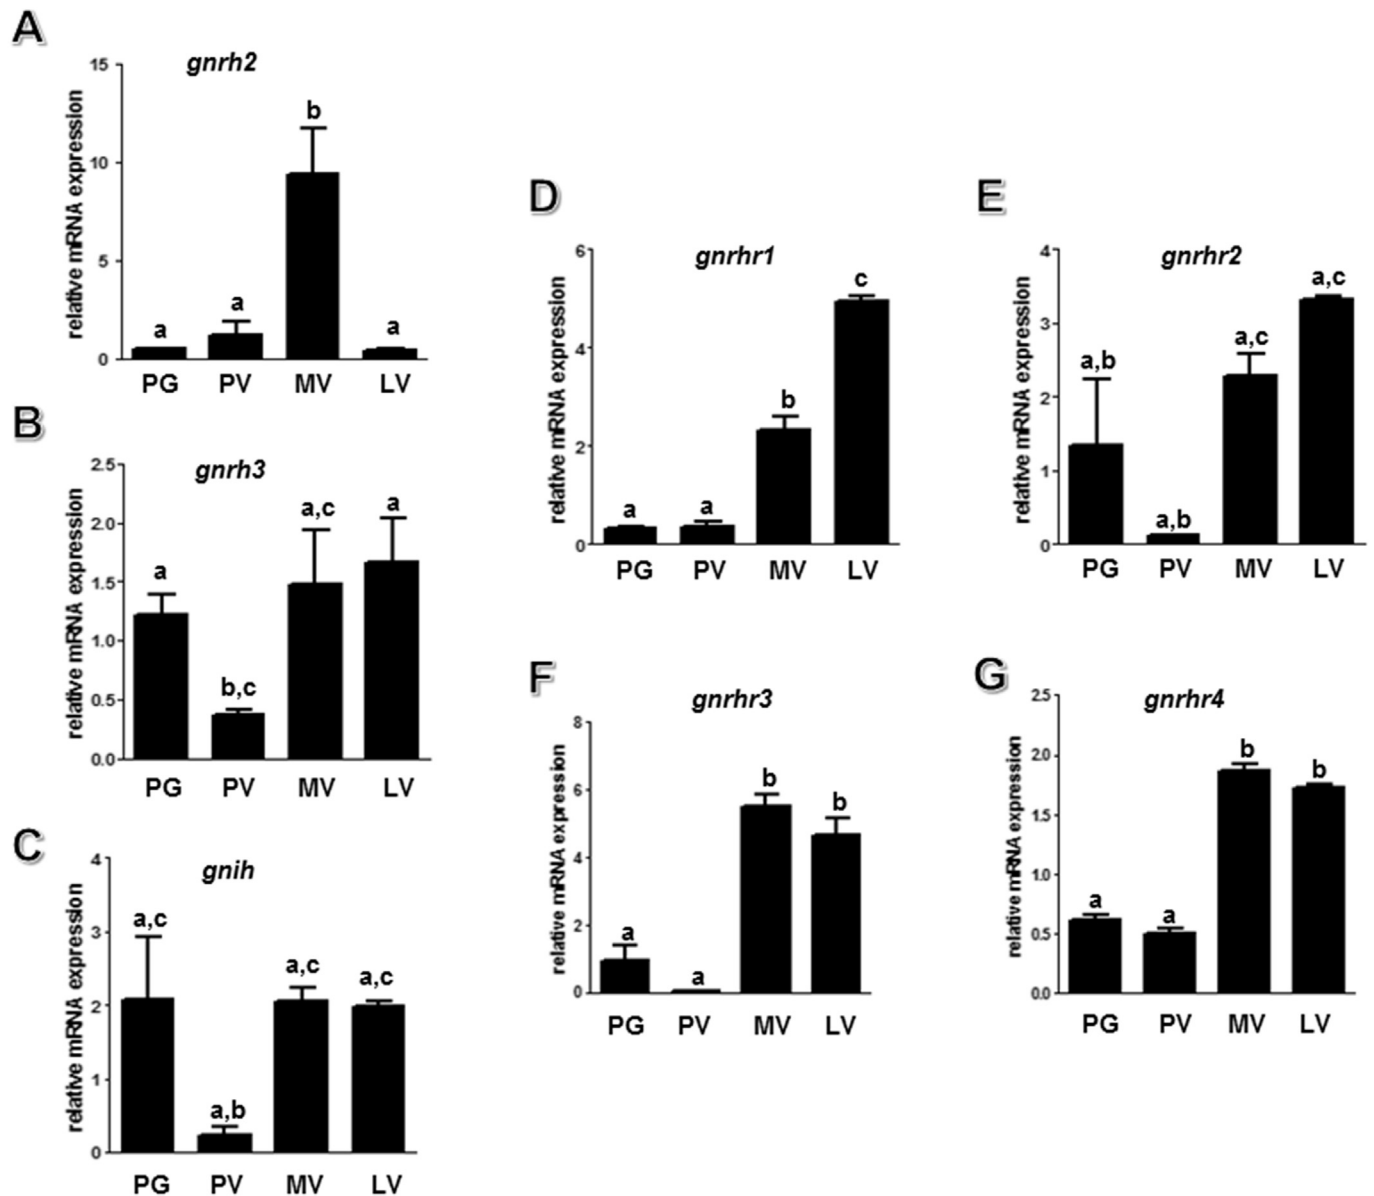 A
gnrh2
relative mRNA expression
15
10
5
0
a
a
b
a
PG PV MV LV
B
gnrh3
relative mRNA expression
2.5
2.0
1.5
1.0
0.5
0.0
a
b,c
a,c
a
PG PV MV LV
C
gnih
relative mRNA expression
4
3
2
1
0
a,c
a,b
a,c
a,c
PG PV MV LV
D
gnrhr1
relative mRNA expression
6
4
2
0
a
a
b
c
PG PV MV LV
E
gnrhr2
relative mRNA expression
4
3
2
1
0
a,b
a,b
a,c
a,c
PG PV MV LV
F
gnrhr3
relative mRNA expression
8
6
4
2
0
a
a
b
b
PG PV MV LV
G
gnrhr4
relative mRNA expression
2.5
2.0
1.5
1.0
0.5
0.0
a
a
b
b
PG PV MV LV